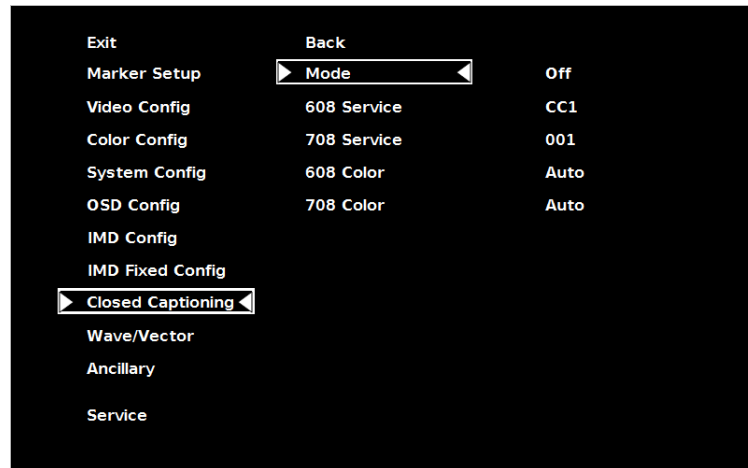 Exit Back
Marker Setup Mode Off
Video Config 608 Service CC1
Color Config 708 Service 001
System Config 608 Color Auto
OSD Config 708 Color Auto
IMD Config
IMD Fixed Config
Closed Captioning
Wave/Vector
Ancillary
Service